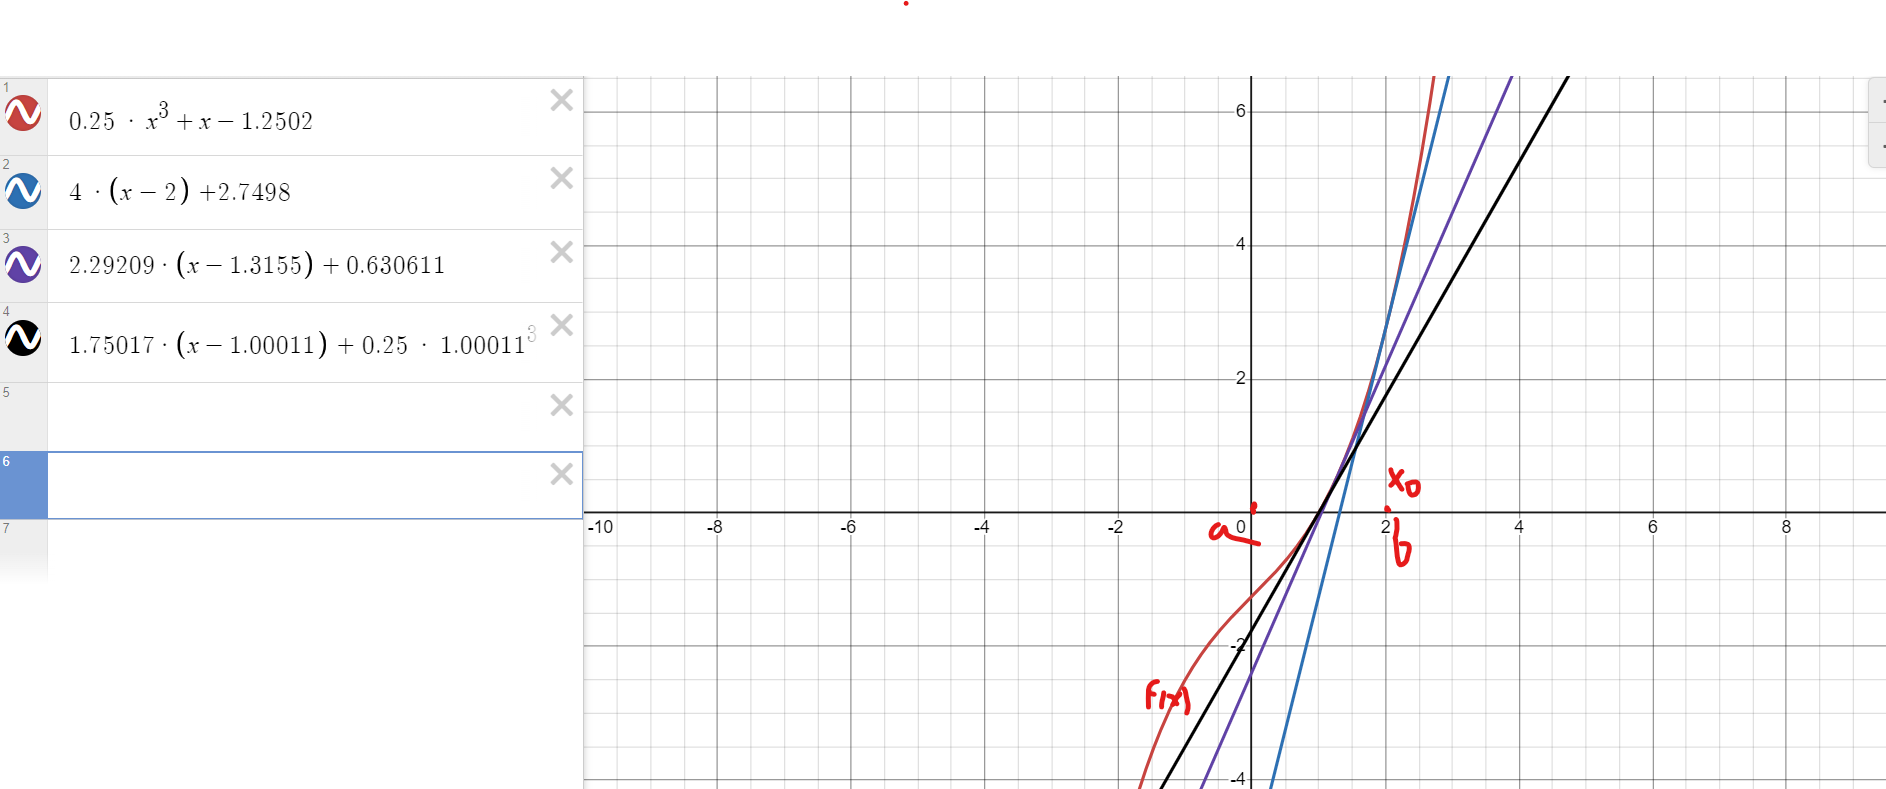 1
0.25 · x³ + x − 1.2502
2
4 · (x − 2) + 2.7498
3
2.29209 · (x − 1.3155) + 0.630611
4
1.75017 · (x − 1.00011) + 0.25 · 1.00011³
5
6
7
6
4
2
x₀
-10 -8 -6 -4 -2 0 2 4 6 8
a b
-2
F(x)
-4